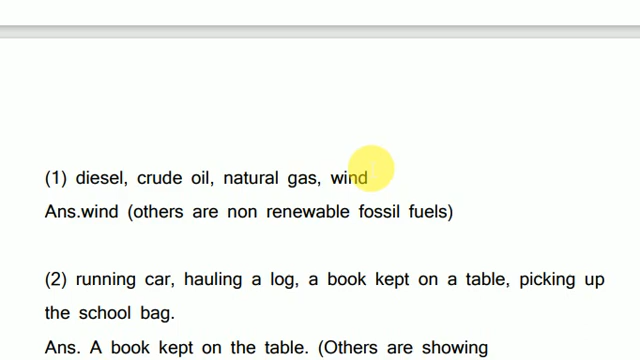 (1) diesel, crude oil, natural gas, wind
Ans.wind (others are non renewable fossil fuels)
(2) running car, hauling a log, a book kept on a table, picking up
the school bag.
Ans. A book kept on the table. (Others are showing